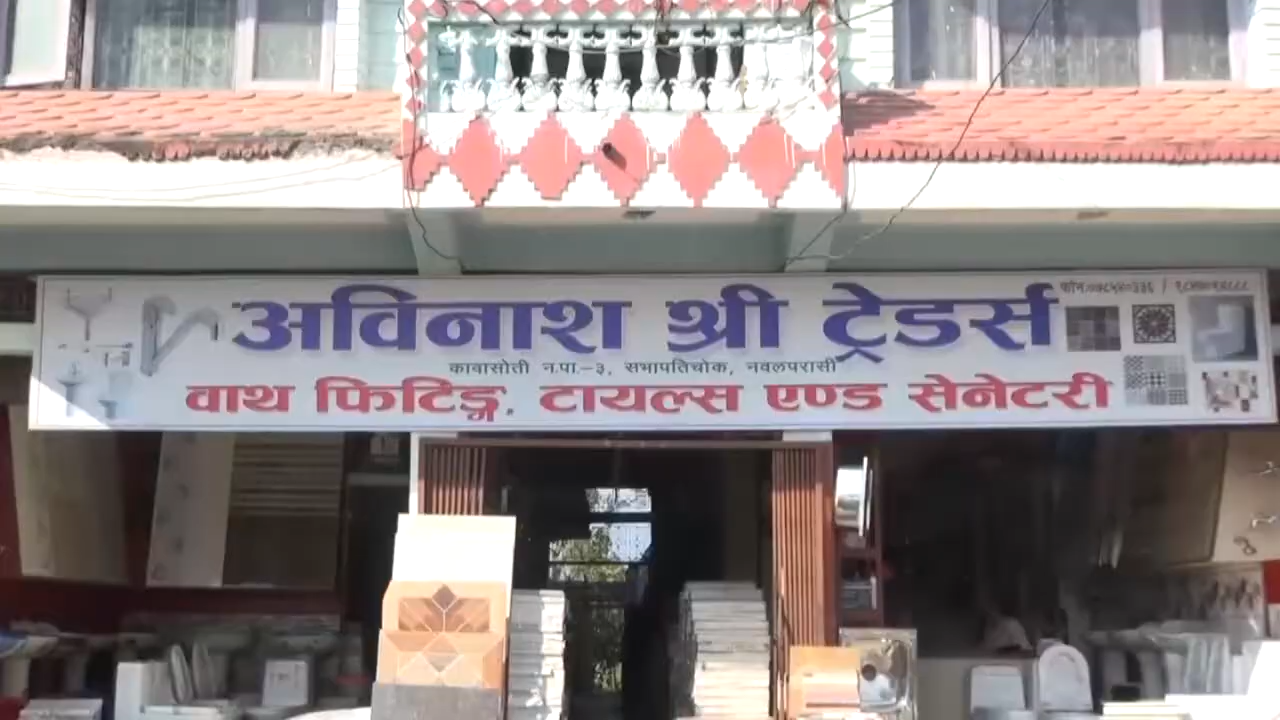 फोन.
अविनाश श्री ट्रेडर्स
कावासोती न.पा.-३, सभापतिचोक, नवलपरासी
वाथ फिटिङ्ग, टायल्स एण्ड सेनेटरी